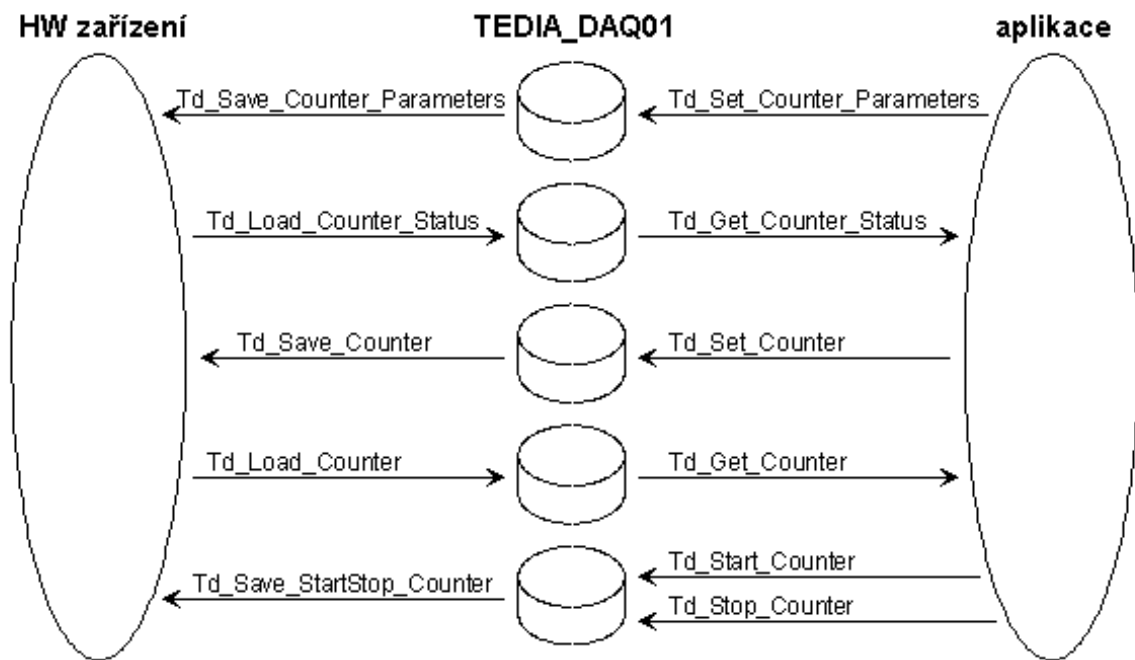 HW zařízení TEDIA_DAQ01 aplikace
Td_Save_Counter_Parameters Td_Set_Counter_Parameters
Td_Load_Counter_Status Td_Get_Counter_Status
Td_Save_Counter Td_Set_Counter
Td_Load_Counter Td_Get_Counter
Td_Start_Counter
Td_Save_StartStop_Counter
Td_Stop_Counter